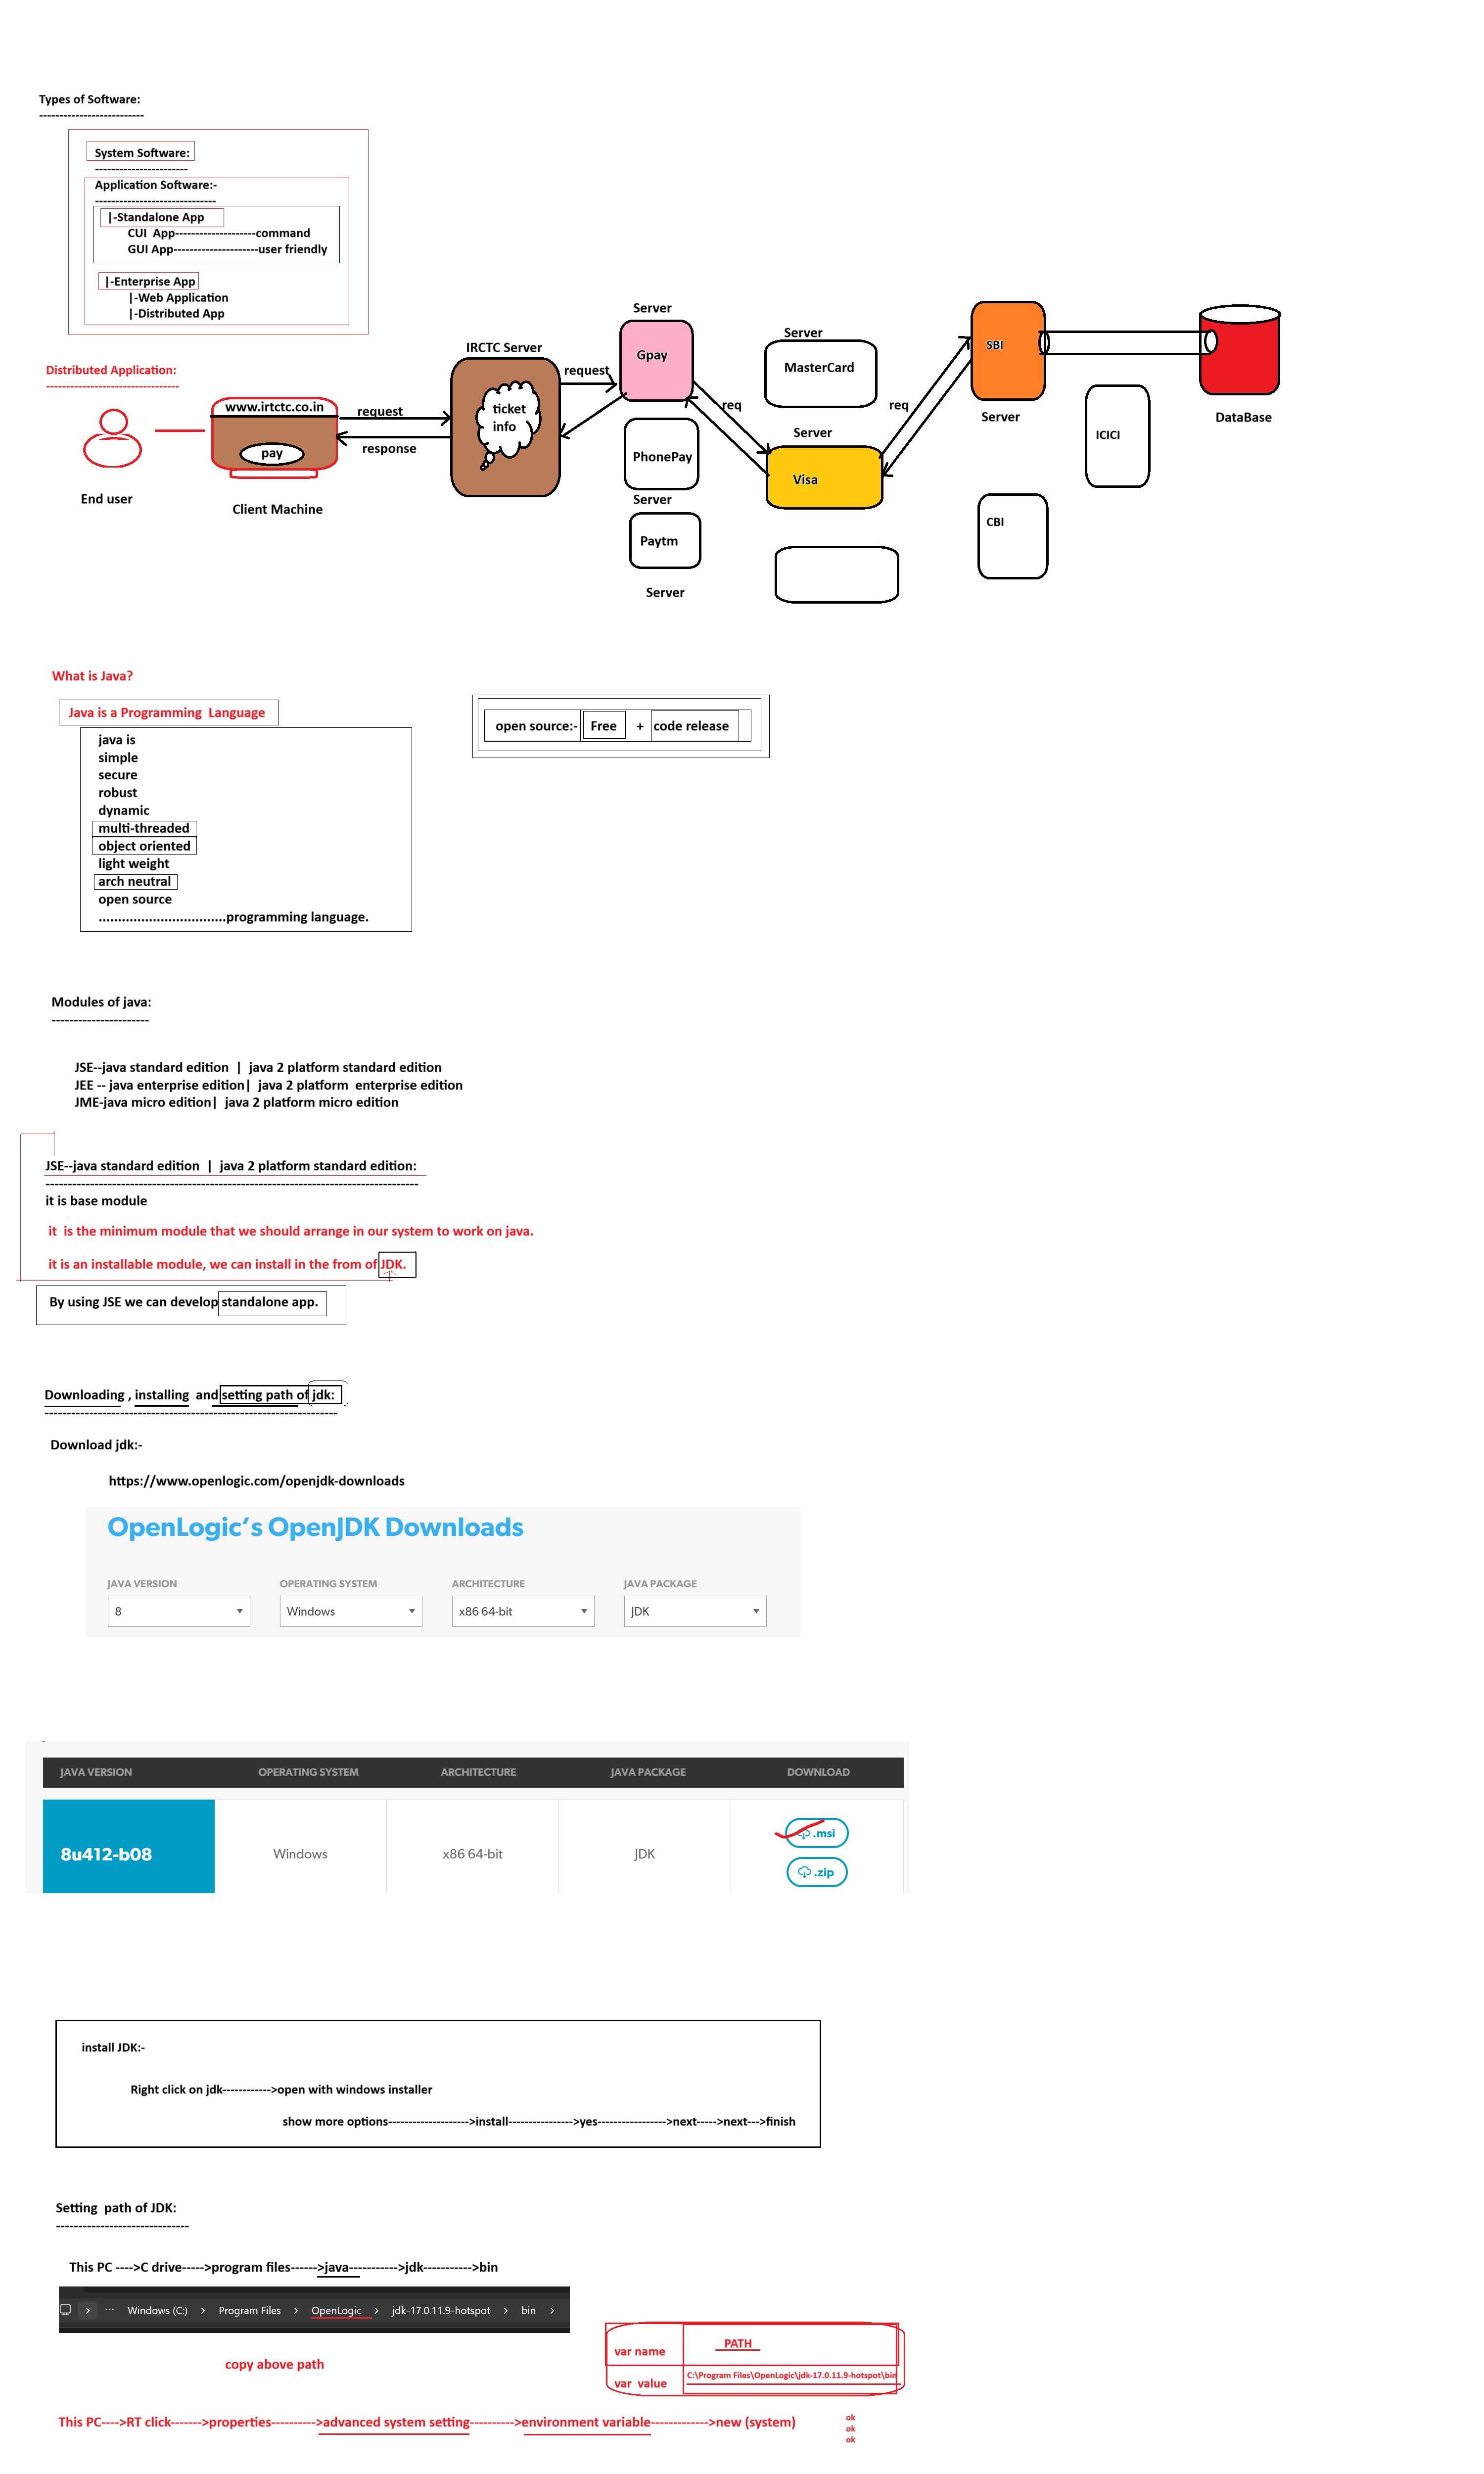 Types of Software:
--------------------------
System Software:
-----------------------
Application Software:-
------------------------------
|-Standalone App
CUI App--------------------command
GUI App---------------------user friendly
|-Enterprise App
|-Web Application
|-Distributed App
Distributed Application:
---------------------------------
End user
www.irtctc.co.in
pay
Client Machine
request
response
IRCTC Server
ticket
info
request
Server
Gpay
PhonePay
Server
Paytm
Server
req
Server
MasterCard
Server
Visa
req
SBI
Server
CBI
ICICI
DataBase
What is Java?
Java is a Programming Language
java is
simple
secure
robust
dynamic
multi-threaded
object oriented
light weight
arch neutral
open source
.................................programming language.
open source:- Free + code release
Modules of java:
----------------------
JSE--java standard edition | java 2 platform standard edition
JEE -- java enterprise edition| java 2 platform enterprise edition
JME-java micro edition| java 2 platform micro edition
JSE--java standard edition | java 2 platform standard edition:
------------------------------------------------------------------------------------
it is base module
it is the minimum module that we should arrange in our system to work on java.
it is an installable module, we can install in the from of JDK.
By using JSE we can develop standalone app.
Downloading , installing and setting path of jdk:
------------------------------------------------------------------
Download jdk:-
https://www.openlogic.com/openjdk-downloads
OpenLogic's OpenJDK Downloads
JAVA VERSION OPERATING SYSTEM ARCHITECTURE JAVA PACKAGE
8 Windows x86 64-bit JDK
JAVA VERSION OPERATING SYSTEM ARCHITECTURE JAVA PACKAGE DOWNLOAD
8u412-b08 Windows x86 64-bit JDK
.msi
.zip
install JDK:-
Right click on jdk------------>open with windows installer
show more options-------------------->install---------------->yes----------------->next----->next--->finish
Setting path of JDK:
------------------------------
This PC ---->C drive----->program files------>java----------->jdk----------->bin
··· Windows (C:) > Program Files > OpenLogic > jdk-17.0.11.9-hotspot > bin >
copy above path
var name PATH
var value C:\Program Files\OpenLogic\jdk-17.0.11.9-hotspot\bin
This PC---->RT click------->properties---------->advanced system setting---------->environment variable------------->new (system)
ok
ok
ok